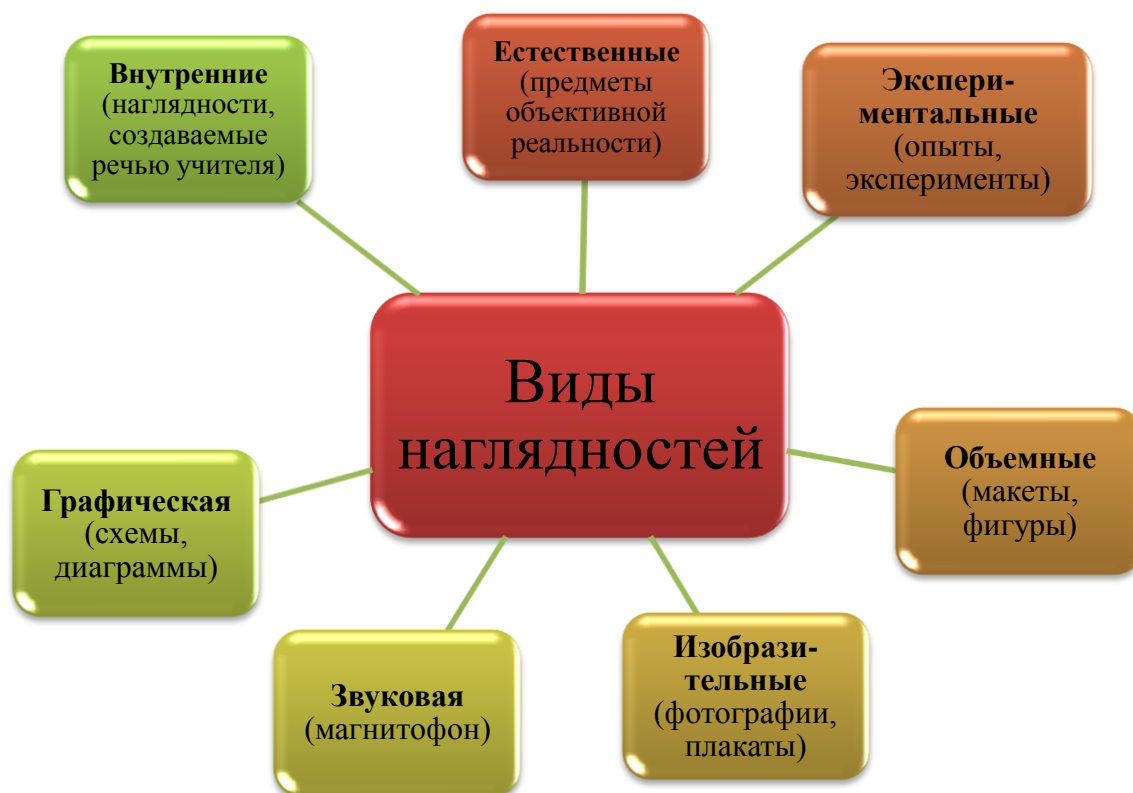 Внутренние
(наглядности,
создаваемые
речью учителя)
Естественные
(предметы
объективной
реальности)
Экспери-
ментальные
(опыты,
эксперименты)
Виды
наглядностей
Графическая
(схемы,
диаграммы)
Объемные
(макеты,
фигуры)
Звуковая
(магнитофон)
Изобрази-
тельные
(фотографии,
плакаты)